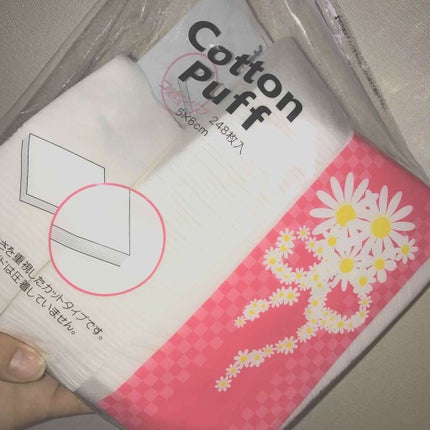 Cotton
Puff
248枚入
5×6cm
さを重視したカットタイプです。
ドは圧着していません。